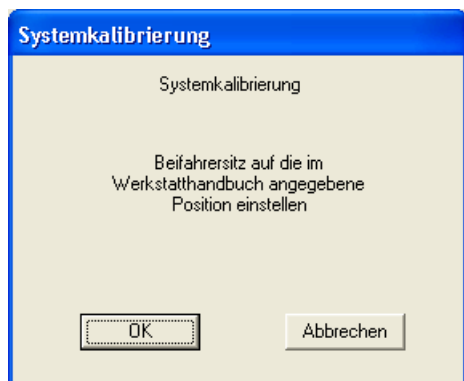 Systemkalibrierung
Systemkalibrierung
Beifahrersitz auf die im
Werkstatthandbuch angegebene
Position einstellen
OK
Abbrechen